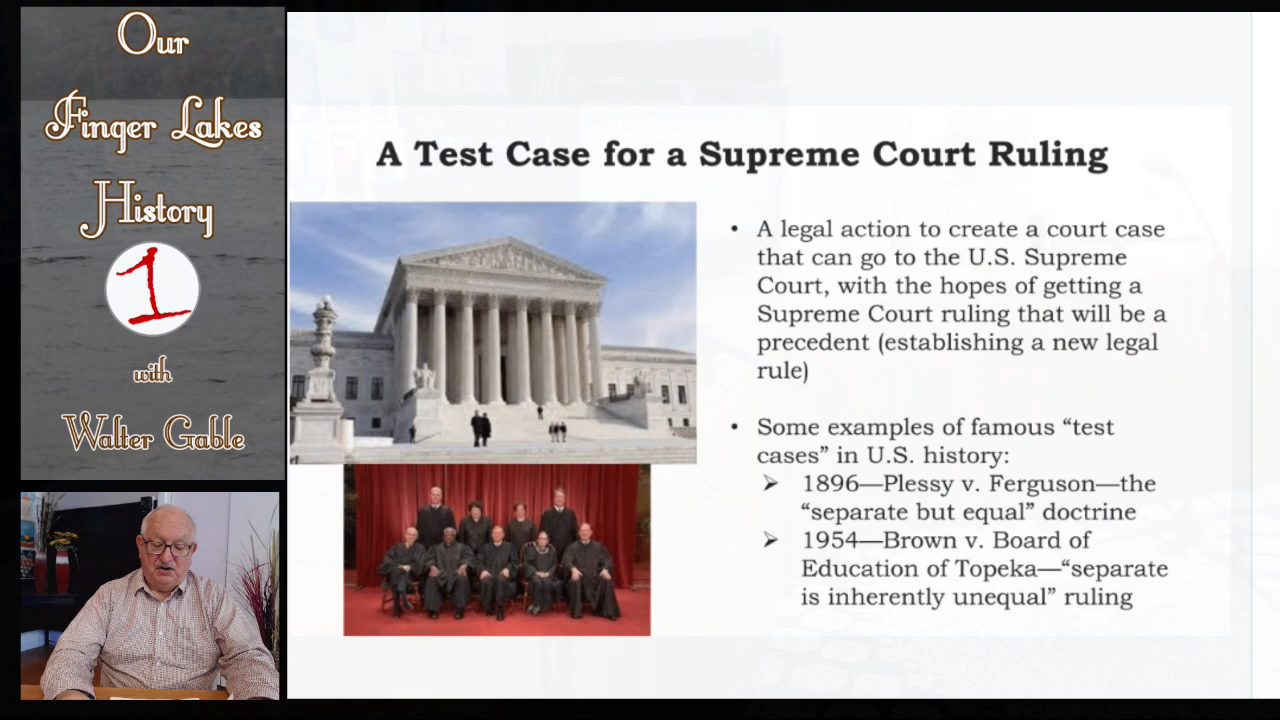 Our
Finger Lakes
History
1
with
Walter Gable
A Test Case for a Supreme Court Ruling
• A legal action to create a court case
that can go to the U.S. Supreme
Court, with the hopes of getting a
Supreme Court ruling that will be a
precedent (establishing a new legal
rule)
• Some examples of famous “test
cases” in U.S. history:
➢ 1896—Plessy v. Ferguson—the
“separate but equal” doctrine
➢ 1954—Brown v. Board of
Education of Topeka—“separate
is inherently unequal” ruling